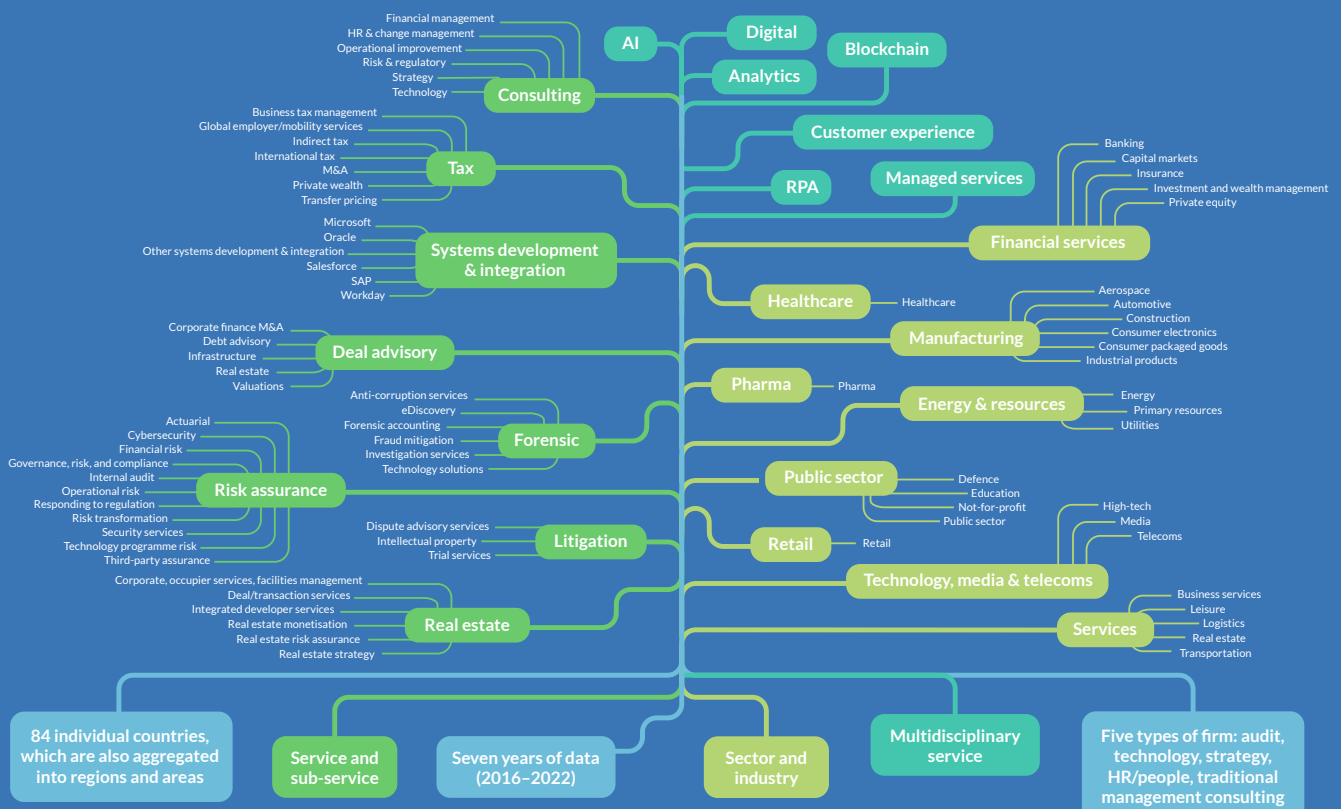 Financial management
HR & change management
Operational improvement
Risk & regulatory
Strategy
Technology
Consulting
Business tax management
Global employer/mobility services
Indirect tax
International tax
M&A
Private wealth
Transfer pricing
Tax
Microsoft
Oracle
Other systems development & integration
Salesforce
SAP
Workday
Systems development
& integration
Corporate finance M&A
Debt advisory
Infrastructure
Real estate
Valuations
Deal advisory
Anti-corruption services
eDiscovery
Forensic accounting
Fraud mitigation
Investigation services
Technology solutions
Forensic
Actuarial
Cybersecurity
Financial risk
Governance, risk, and compliance
Internal audit
Operational risk
Responding to regulation
Risk transformation
Security services
Technology programme risk
Third-party assurance
Risk assurance
Dispute advisory services
Intellectual property
Trial services
Litigation
Corporate, occupier services, facilities management
Deal/transaction services
Integrated developer services
Real estate monetisation
Real estate risk assurance
Real estate strategy
Real estate
AI
Digital
Blockchain
Analytics
Customer experience
RPA
Managed services
Banking
Capital markets
Insurance
Investment and wealth management
Private equity
Financial services
Healthcare
Healthcare
Aerospace
Automotive
Construction
Consumer electronics
Consumer packaged goods
Industrial products
Manufacturing
Pharma
Pharma
Energy & resources
Energy
Primary resources
Utilities
Public sector
Defence
Education
Not-for-profit
Public sector
Retail
Retail
High-tech
Media
Telecoms
Technology, media & telecoms
Services
Business services
Leisure
Logistics
Real estate
Transportation
84 individual countries,
which are also aggregated
into regions and areas
Service and
sub-service
Seven years of data
(2016–2022)
Sector and
industry
Multidisciplinary
service
Five types of firm: audit,
technology, strategy,
HR/people, traditional
management consulting